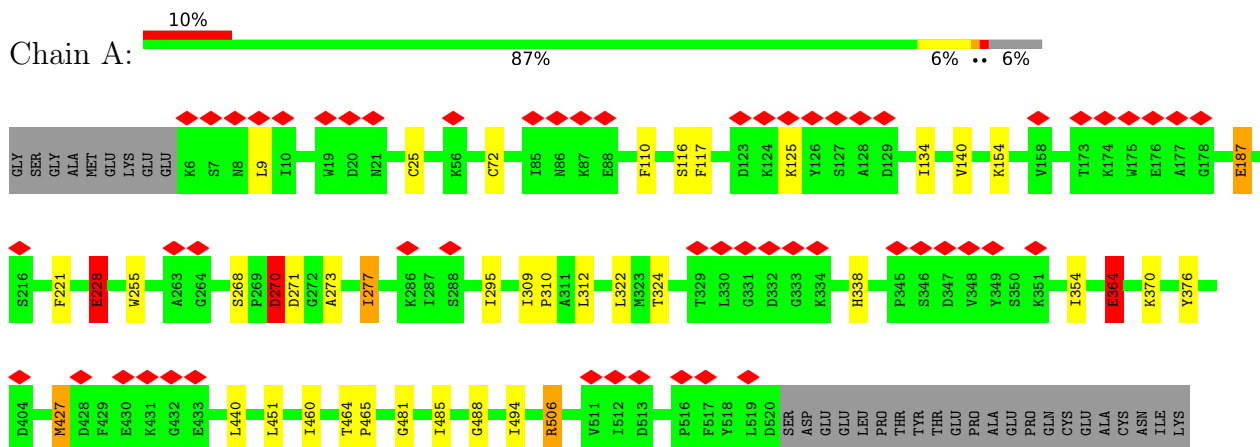 10%
Chain A:
87% 6% •• 6%
GLY SER GLY ALA MET GLU LYS GLU GLU K6 S7 N8 L9 I10 W19 D20 N21 C25 K56 C72 I85 N86 K87 E88 F110 S116 F117 D123 K124 K125 Y126 S127 A128 D129 I134 V140 K154 V158 T173 K174 W175 E176 A177 G178 E187
S216 F221 E228 W255 A263 G264 S268 P269 D270 D271 G272 A273 I277 K286 I287 S288 I295 I309 P310 A311 L312 L322 M323 T324 T329 L330 G331 D332 G333 K334 H338 P345 S346 D347 V348 Y349 S350 K351 I354 E364 K370 Y376
D404 M427 D428 F429 E430 K431 G432 E433 L440 L451 I460 T464 P465 G481 I485 G488 I494 R506 V511 I512 D513 P516 F517 Y518 L519 D520 SER ASP GLU GLU LEU PRO THR TYR THR GLU PRO ALA GLU PRO GLN CYS GLU ALA CYS ASN ILE LYS